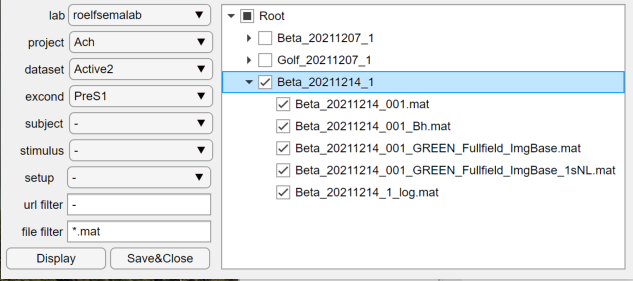 lab roelfsemalab
project Ach
dataset Active2
excond PreS1
subject -
stimulus -
setup -
url filter -
file filter *.mat
Display Save&Close
Root
Beta_20211207_1
Golf_20211207_1
Beta_20211214_1
Beta_20211214_001.mat
Beta_20211214_001_Bh.mat
Beta_20211214_001_GREEN_Fullfield_ImgBase.mat
Beta_20211214_001_GREEN_Fullfield_ImgBase_1sNL.mat
Beta_20211214_1_log.mat